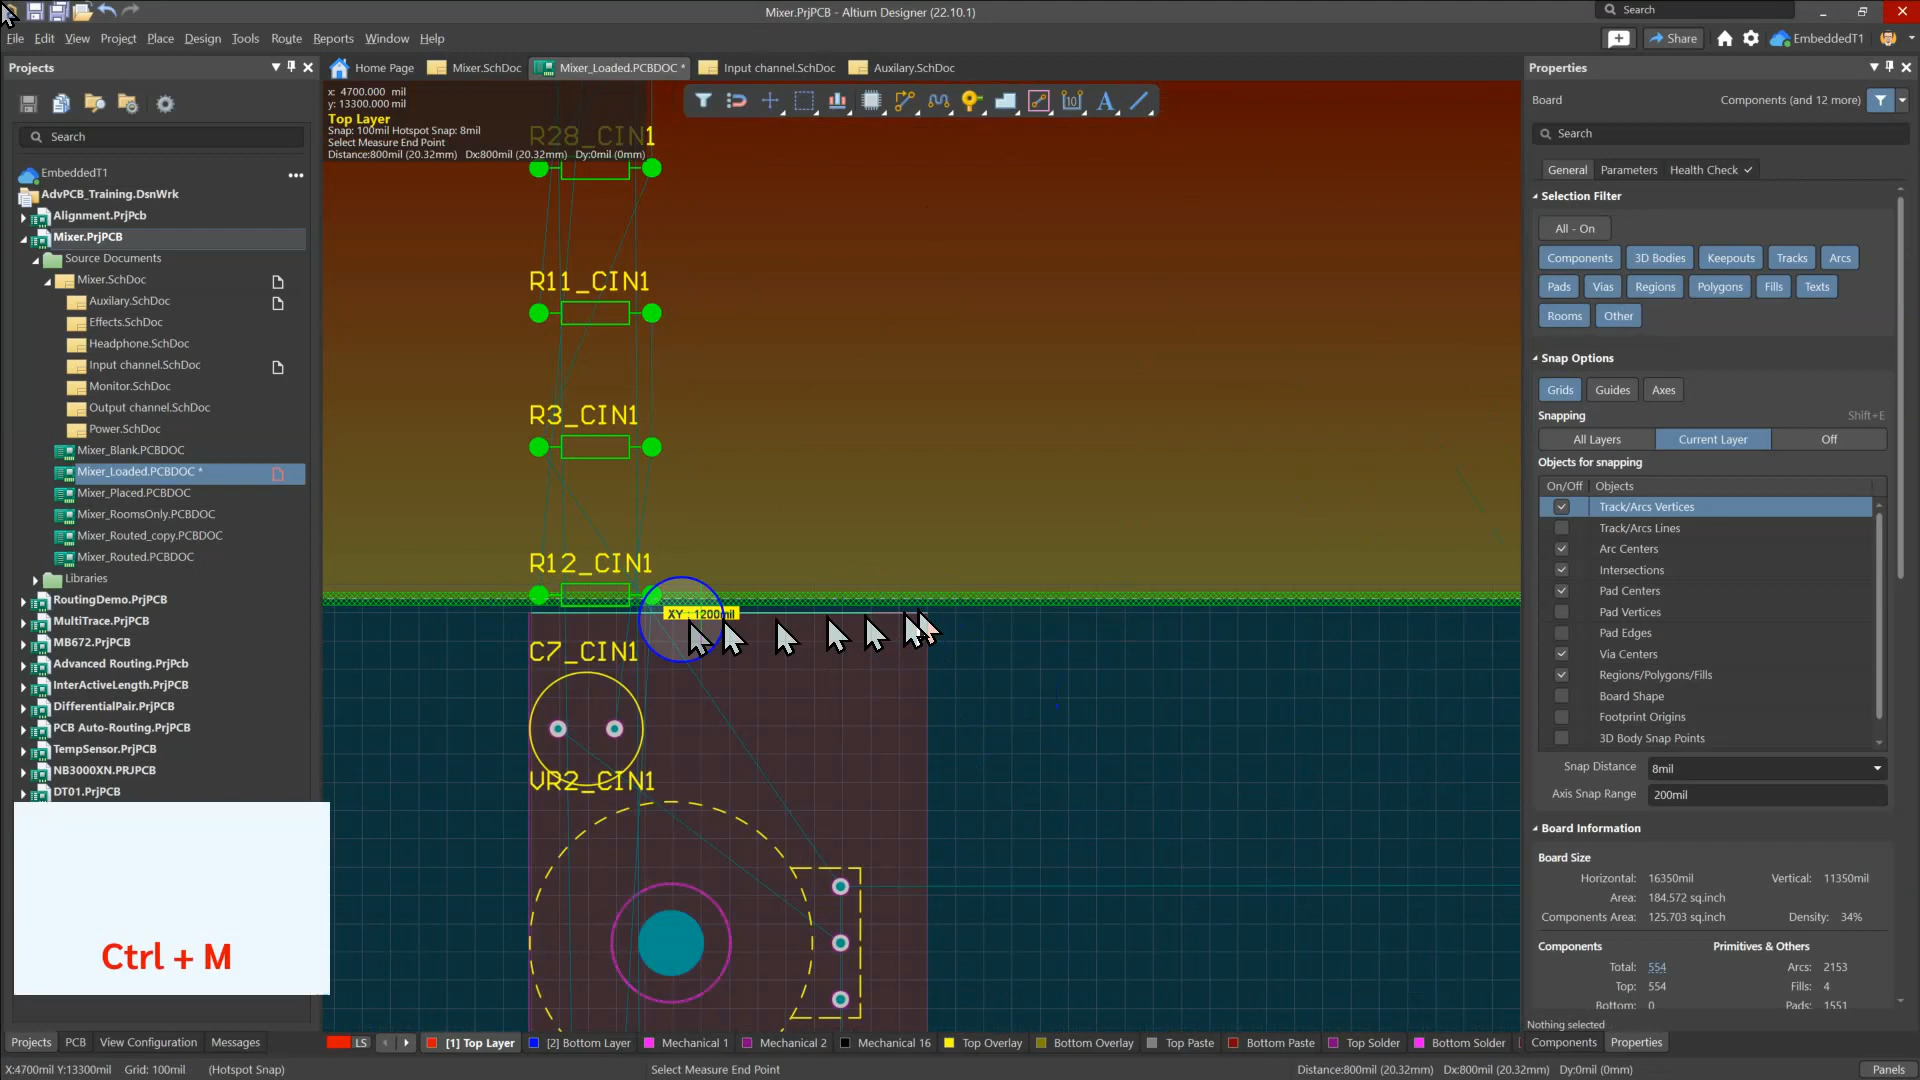 Mixer.PrjPCB - Altium Designer (22.10.1)
Search
File Edit View Project Place Design Tools Route Reports Window Help
Share
EmbeddedT1
Projects
Home Page
Mixer.SchDoc
Mixer_Loaded.PCBDOC *
Input channel.SchDoc
Auxilary.SchDoc
Properties
x: 4700.000 mil
y: 13300.000 mil
Top Layer
Snap: 100mil Hotspot Snap: 8mil
Select Measure End Point
Distance:800mil (20.32mm) Dx:800mil (20.32mm) Dy:0mil (0mm)
Search
EmbeddedT1
AdvPCB_Training.DsnWrk
Alignment.PrjPcb
Mixer.PrjPCB
Source Documents
Mixer.SchDoc
Auxilary.SchDoc
Effects.SchDoc
Headphone.SchDoc
Input channel.SchDoc
Monitor.SchDoc
Output channel.SchDoc
Power.SchDoc
Mixer_Blank.PCBDOC
Mixer_Loaded.PCBDOC *
Mixer_Placed.PCBDOC
Mixer_RoomsOnly.PCBDOC
Mixer_Routed_copy.PCBDOC
Mixer_Routed.PCBDOC
Libraries
RoutingDemo.PrjPCB
MultiTrace.PrjPCB
MB672.PrjPCB
Advanced Routing.PrjPcb
InterActiveLength.PrjPCB
DifferentialPair.PrjPCB
PCB Auto-Routing.PrjPcb
TempSensor.PrjPCB
NB3000XN.PRJPCB
DT01.PrjPCB
Ctrl + M
R28_CIN1
R11_CIN1
R3_CIN1
R12_CIN1
XY : 1200mil
C7_CIN1
VR2_CIN1
10
Board
Components (and 12 more)
Search
General Parameters Health Check
Selection Filter
All - On
Components 3D Bodies Keepouts Tracks Arcs
Pads Vias Regions Polygons Fills Texts
Rooms Other
Snap Options
Grids Guides Axes
Snapping Shift+E
All Layers Current Layer Off
Objects for snapping
On/Off Objects
Track/Arcs Vertices
Track/Arcs Lines
Arc Centers
Intersections
Pad Centers
Pad Vertices
Pad Edges
Via Centers
Regions/Polygons/Fills
Board Shape
Footprint Origins
3D Body Snap Points
Snap Distance 8mil
Axis Snap Range 200mil
Board Information
Board Size
Horizontal: 16350mil Vertical: 11350mil
Area: 184.572 sq.inch
Components Area: 125.703 sq.inch Density: 34%
Components Primitives & Others
Total: 554 Arcs: 2153
Top: 554 Fills: 4
Bottom: 0 Pads: 1551
Nothing selected
Components Properties
Projects PCB View Configuration Messages
LS [1] Top Layer [2] Bottom Layer Mechanical 1 Mechanical 2 Mechanical 16 Top Overlay Bottom Overlay Top Paste Bottom Paste Top Solder Bottom Solder
X:4700mil Y:13300mil Grid: 100mil (Hotspot Snap)
Select Measure End Point
Distance:800mil (20.32mm) Dx:800mil (20.32mm) Dy:0mil (0mm)
Panels